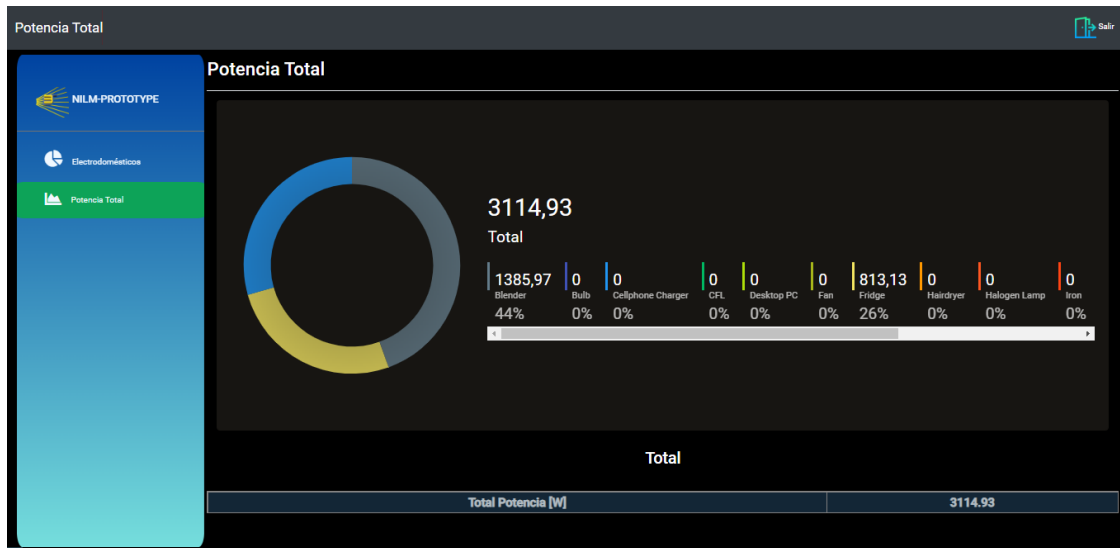 Potencia Total
Salir
NILM-PROTOTYPE
Electrodomésticos
Potencia Total
Potencia Total
3114,93
Total
1385,97 0 0 0 0 0 813,13 0 0 0
Blender Bulb Cellphone Charger CFL Desktop PC Fan Fridge Hairdryer Halogen Lamp Iron
44% 0% 0% 0% 0% 0% 26% 0% 0% 0%
Total
Total Potencia [W] 3114.93